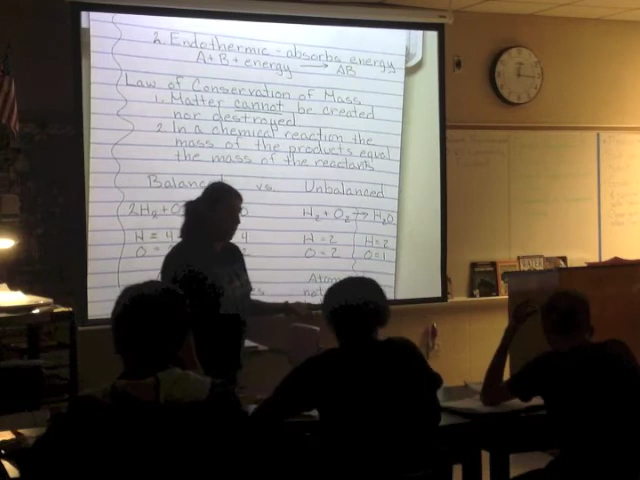 2. Endothermic - absorbs energy
A + B + energy → AB
Law of Conservation of Mass
1. Matter cannot be created
nor destroyed
2. In a chemical reaction the
mass of the products equal
the mass of the reactants
Balanced vs. Unbalanced
2H₂ + O H₂ + O₂ → H₂O
H = 4 4 H = 2 H = 2
O = O = 2 O = 1